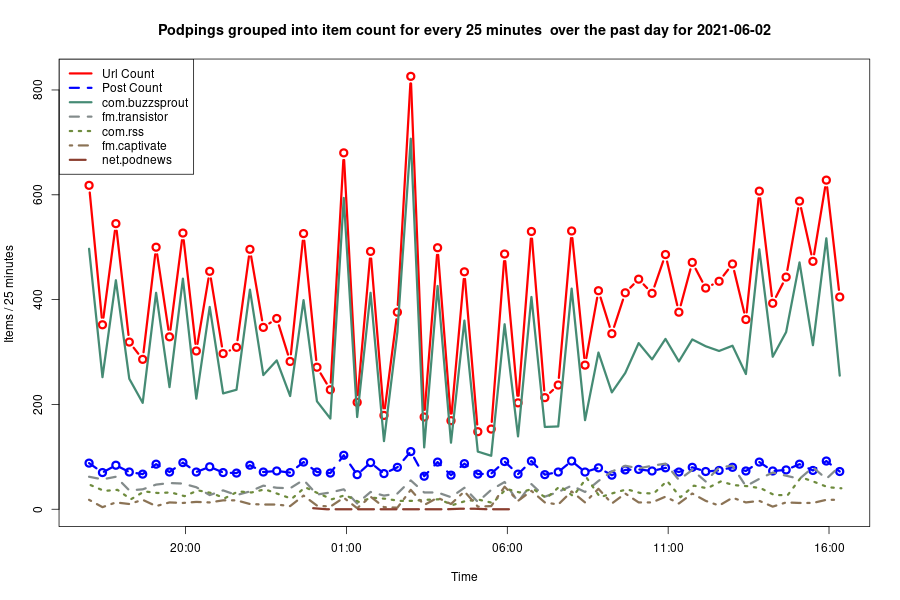 Podpings grouped into item count for every 25 minutes  over the past day for 2021-06-02
Url Count
Post Count
com.buzzsprout
fm.transistor
com.rss
fm.captivate
net.podnews
800
600
400
200
0
Items / 25 minutes
20:00
01:00
06:00
11:00
16:00
Time